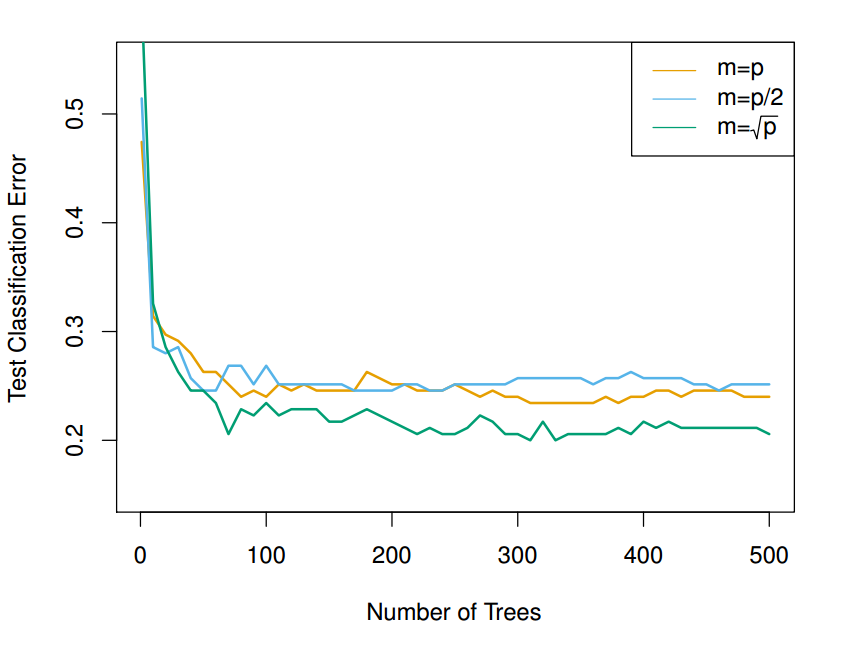 m=p
m=p/2
m=√p
Test Classification Error
0.5
0.4
0.3
0.2
0 100 200 300 400 500
Number of Trees